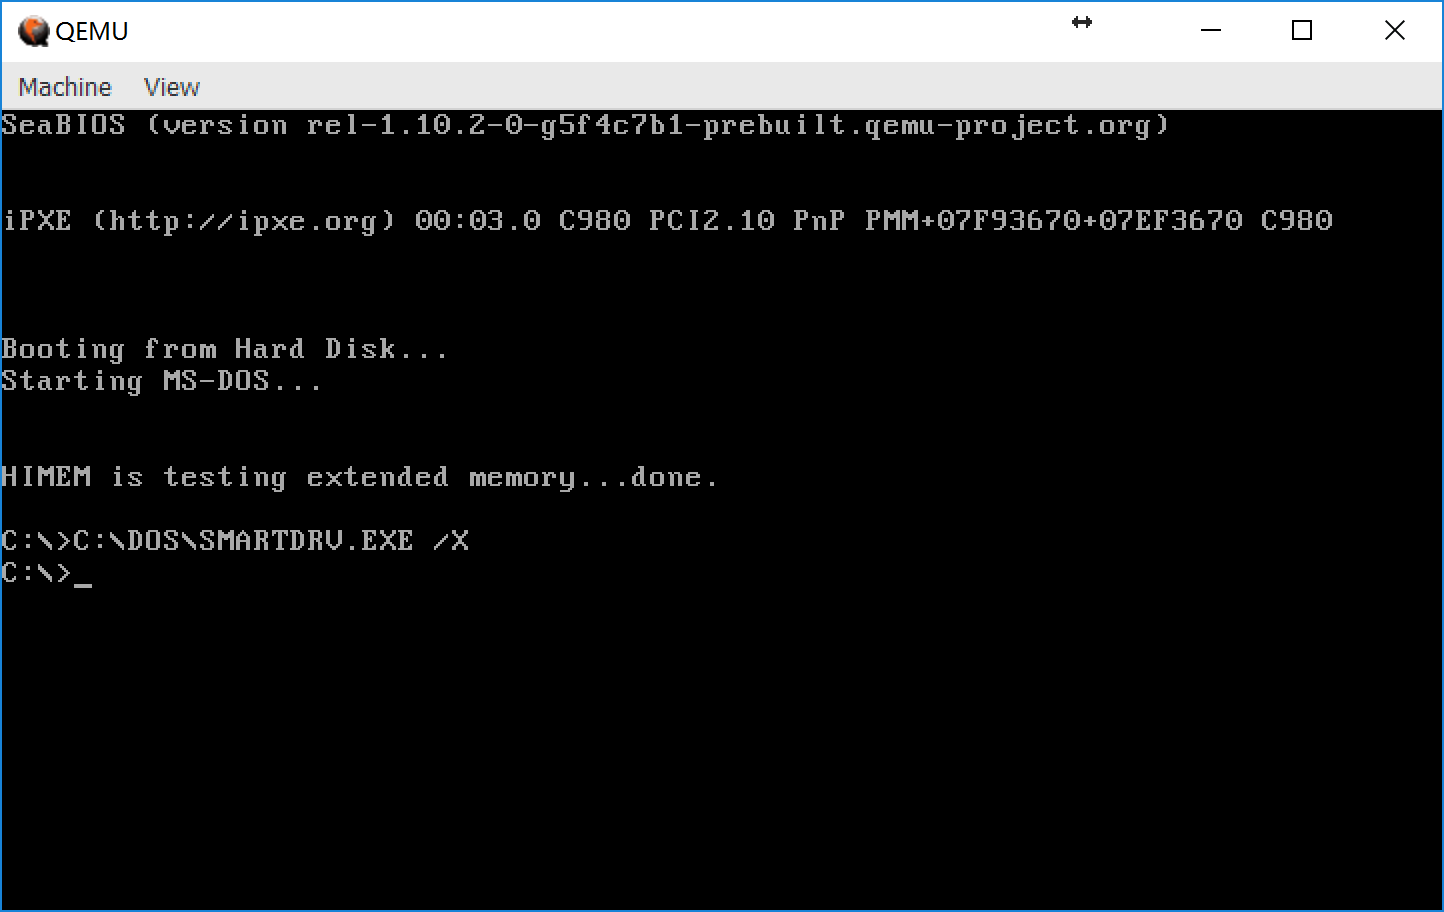 QEMU
Machine View
SeaBIOS (version rel-1.10.2-0-g5f4c7b1-prebuilt.qemu-project.org)
iPXE (http://ipxe.org) 00:03.0 C980 PCI2.10 PnP PMM+07F93670+07EF3670 C980
Booting from Hard Disk...
Starting MS-DOS...
HIMEM is testing extended memory...done.
C:\>C:\DOS\SMARTDRV.EXE /X
C:\>_